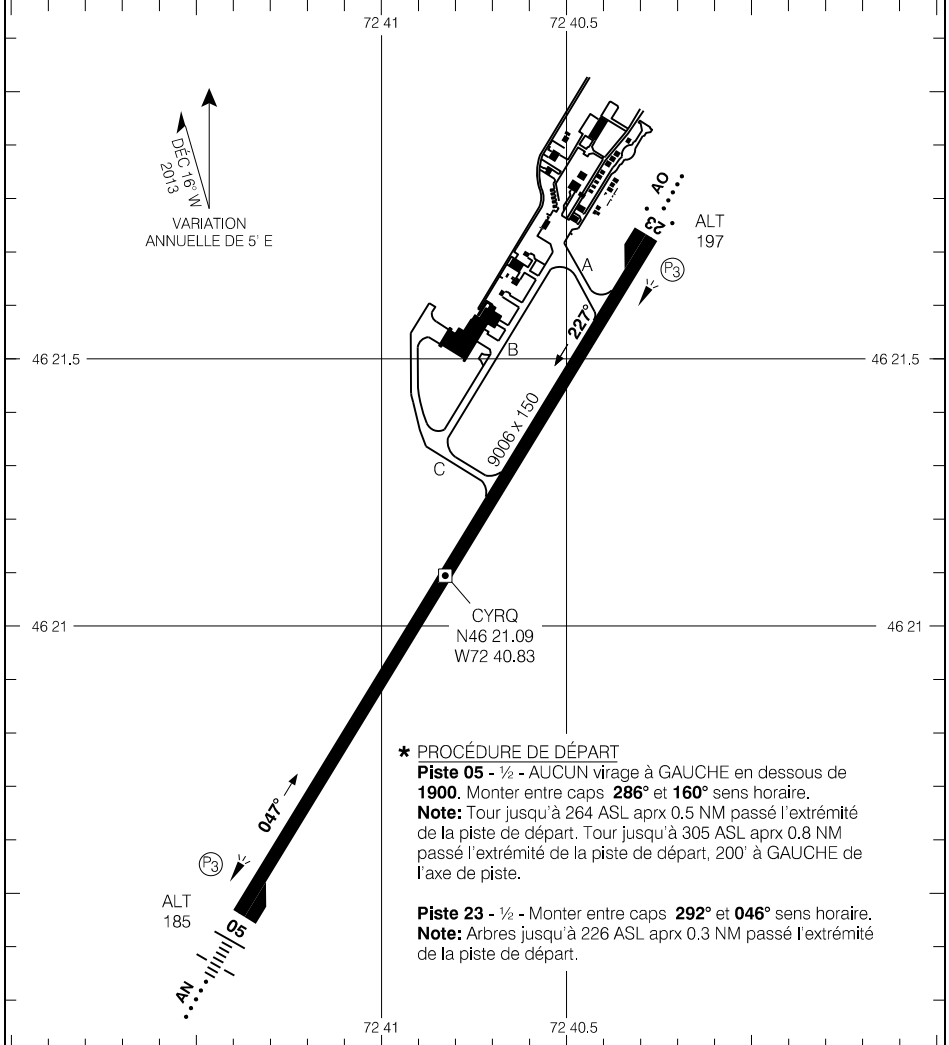 72 41
72 40.5
DÉC 16° W
2013
VARIATION
ANNUELLE DE 5' E
AO
23
ALT
197
P3
A
227°
46 21.5
B
46 21.5
9006 x 150
C
CYRQ
N46 21.09
W72 40.83
46 21
46 21
* PROCÉDURE DE DÉPART
Piste 05 - ½ - AUCUN virage à GAUCHE en dessous de
1900. Monter entre caps 286° et 160° sens horaire.
Note: Tour jusqu'à 264 ASL aprx 0.5 NM passé l'extrémité
de la piste de départ. Tour jusqu'à 305 ASL aprx 0.8 NM
passé l'extrémité de la piste de départ, 200' à GAUCHE de
l'axe de piste.
Piste 23 - ½ - Monter entre caps 292° et 046° sens horaire.
Note: Arbres jusqu'à 226 ASL aprx 0.3 NM passé l'extrémité
de la piste de départ.
047°
P3
ALT
185
05
AN
72 41
72 40.5